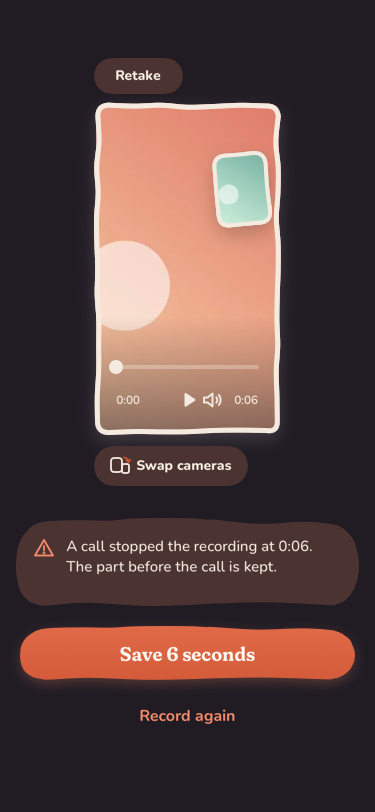 Retake
0:00
0:06
Swap cameras
A call stopped the recording at 0:06.
The part before the call is kept.
Save 6 seconds
Record again